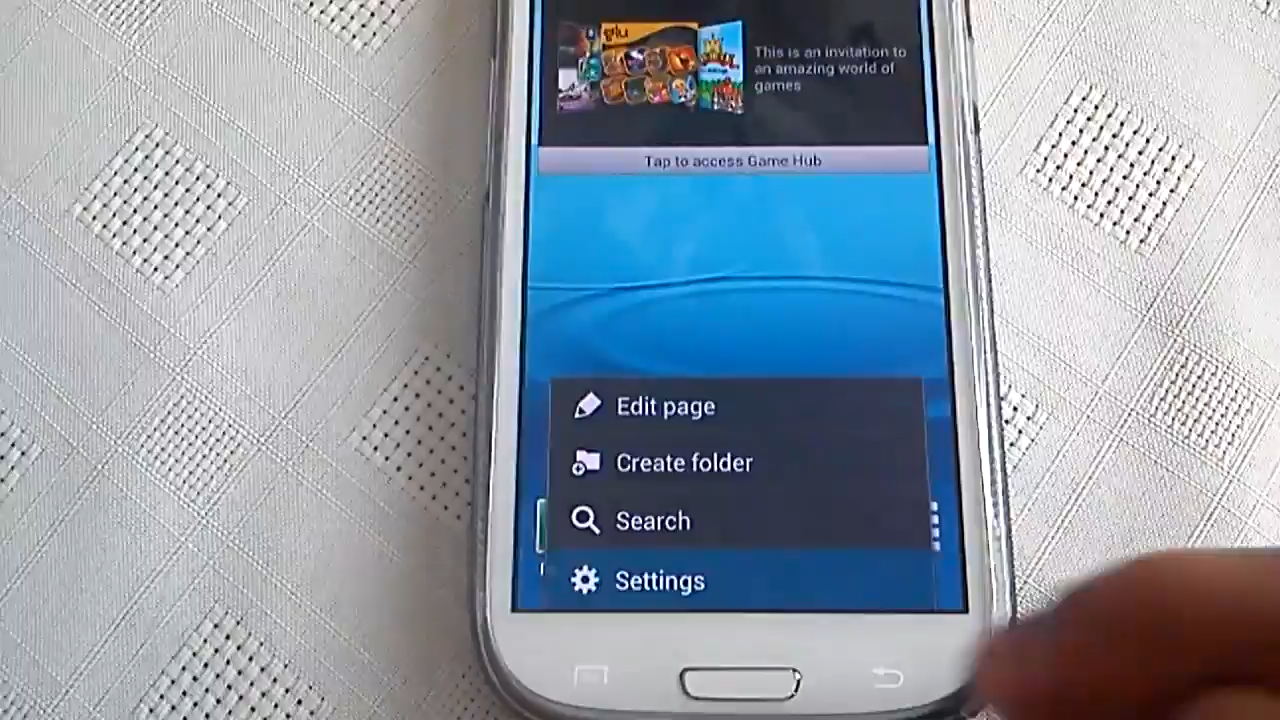 glu
This is an invitation to
an amazing world of
games
Tap to access Game Hub
Edit page
Create folder
Search
Settings